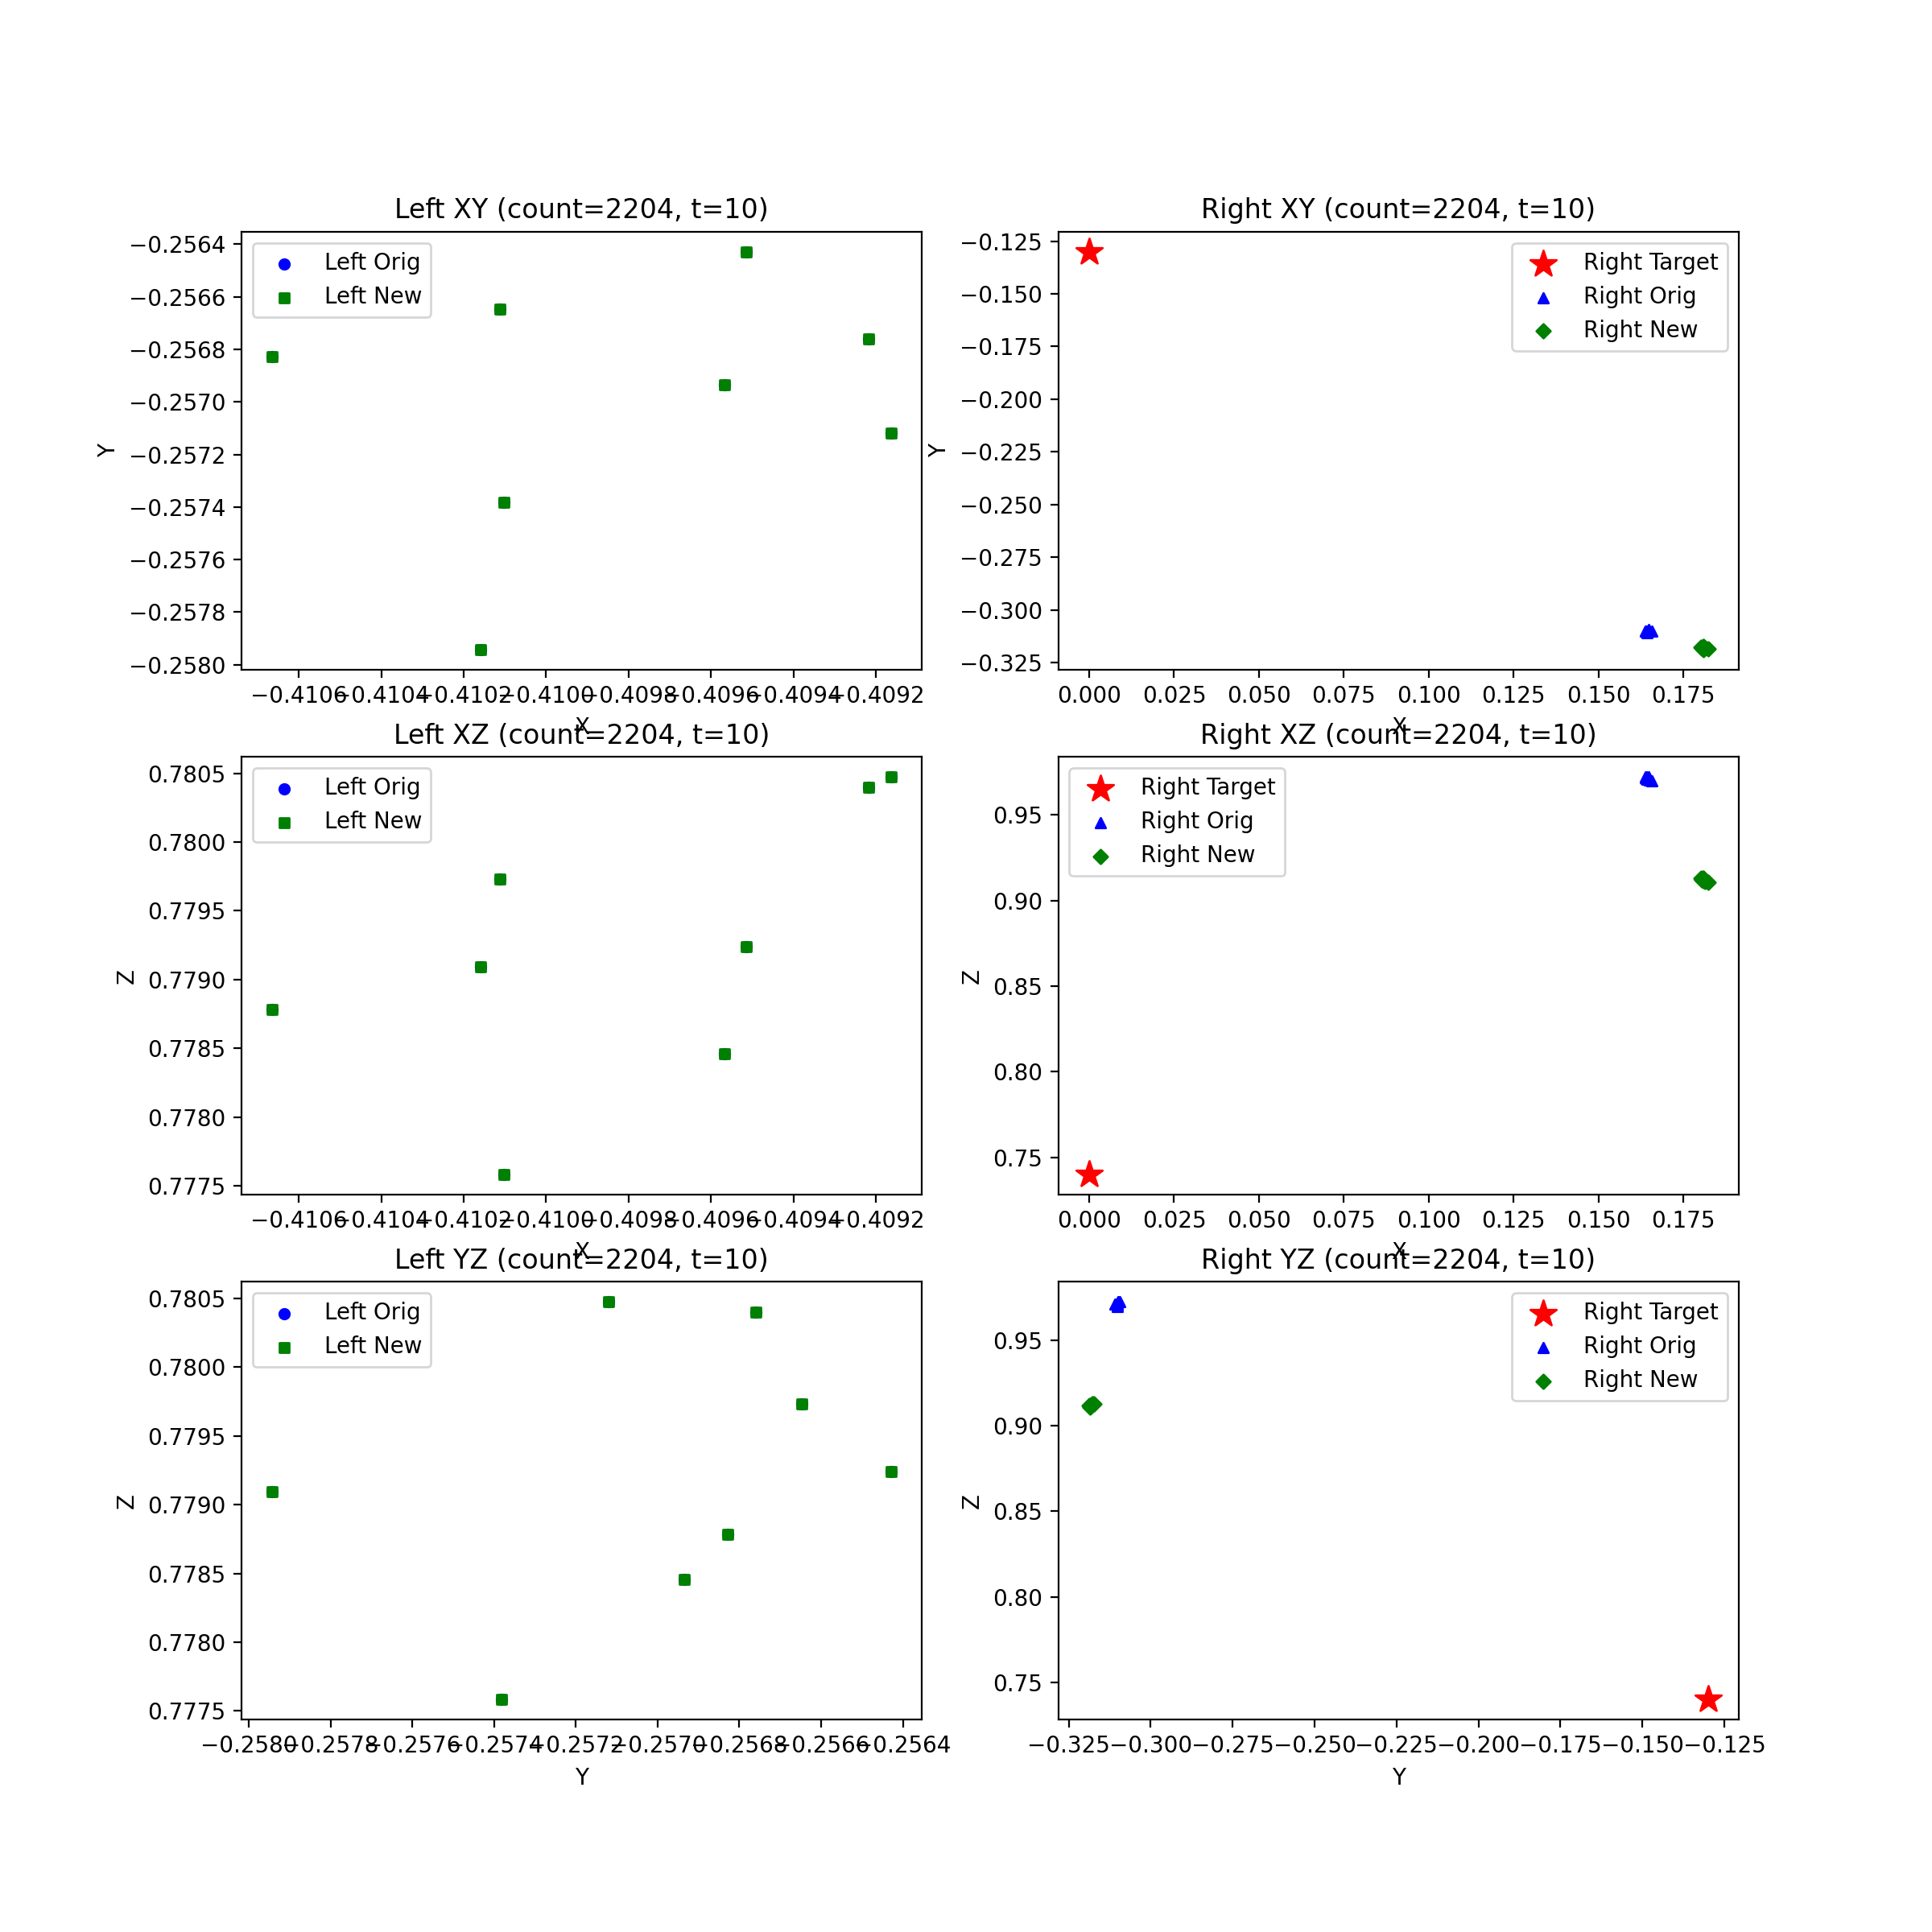 Left XY (count=2204, t=10)
Left Orig
Left New
Y
−0.2564
−0.2566
−0.2568
−0.2570
−0.2572
−0.2574
−0.2576
−0.2578
−0.2580
−0.4106 −0.4104 −0.4102 −0.4100 −0.4098 −0.4096 −0.4094 −0.4092
X
Right XY (count=2204, t=10)
Right Target
Right Orig
Right New
Y
−0.125
−0.150
−0.175
−0.200
−0.225
−0.250
−0.275
−0.300
−0.325
0.000 0.025 0.050 0.075 0.100 0.125 0.150 0.175
X
Left XZ (count=2204, t=10)
Left Orig
Left New
Z
0.7805
0.7800
0.7795
0.7790
0.7785
0.7780
0.7775
−0.4106 −0.4104 −0.4102 −0.4100 −0.4098 −0.4096 −0.4094 −0.4092
X
Right XZ (count=2204, t=10)
Right Target
Right Orig
Right New
Z
0.95
0.90
0.85
0.80
0.75
0.000 0.025 0.050 0.075 0.100 0.125 0.150 0.175
X
Left YZ (count=2204, t=10)
Left Orig
Left New
Z
0.7805
0.7800
0.7795
0.7790
0.7785
0.7780
0.7775
−0.2580 −0.2578 −0.2576 −0.2574 −0.2572 −0.2570 −0.2568 −0.2566 −0.2564
Y
Right YZ (count=2204, t=10)
Right Target
Right Orig
Right New
Z
0.95
0.90
0.85
0.80
0.75
−0.325 −0.300 −0.275 −0.250 −0.225 −0.200 −0.175 −0.150 −0.125
Y